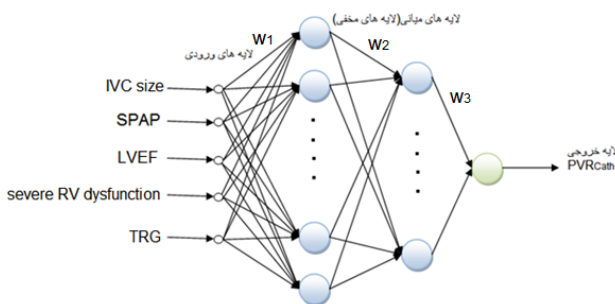 لایه های میانی(لایه های مخفی)
W1
W2
لایه های ورودی
IVC size
W3
SPAP
LVEF
لایه خروجی
PVRCath
severe RV dysfunction
TRG